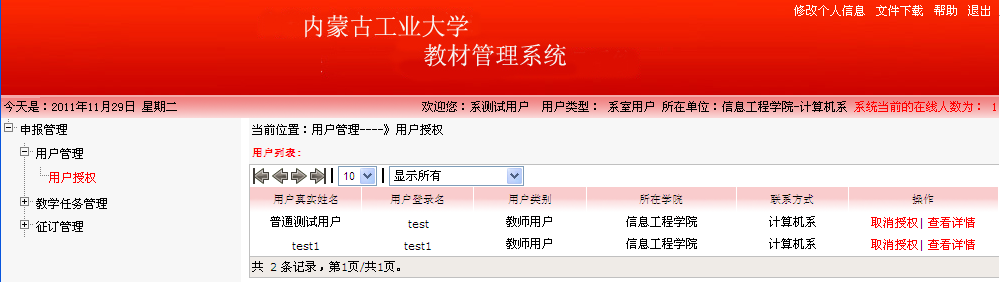 修改个人信息 文件下载 帮助 退出
内蒙古工业大学
教材管理系统
今天是：2011年11月29日 星期二 欢迎您：系测试用户 用户类型： 系室用户 所在单位：信息工程学院-计算机系 系统当前的在线人数为： 1
申报管理
用户管理
用户授权
教学任务管理
征订管理
当前位置：用户管理----》用户授权
用户列表：
10 显示所有
用户真实姓名 用户登录名 用户类别 所在学院 联系方式 操作
普通测试用户 test 教师用户 信息工程学院 计算机系 取消授权| 查看详情
test1 test1 教师用户 信息工程学院 计算机系 取消授权| 查看详情
共 2 条记录，第1页/共1页。